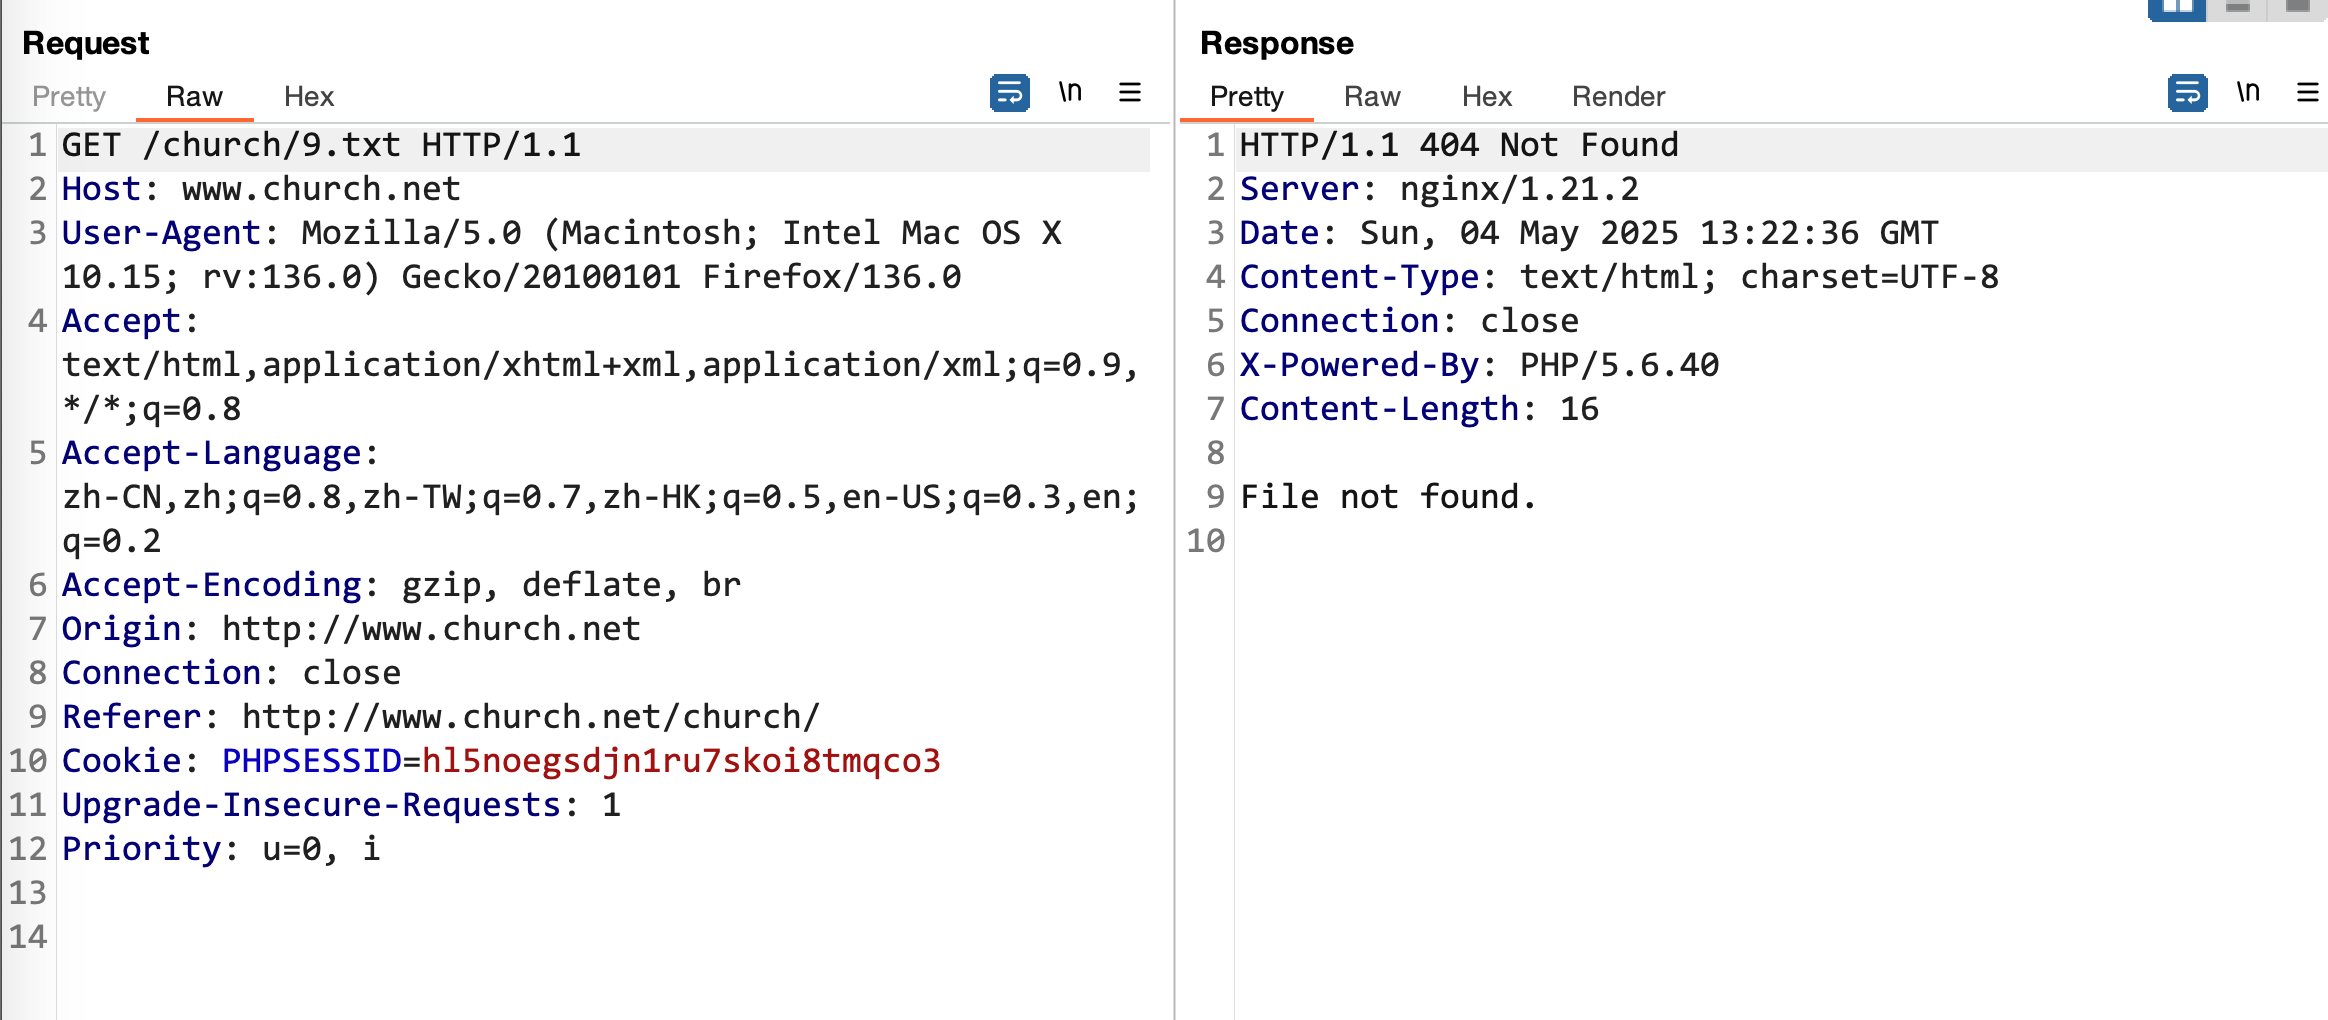 Request
Pretty Raw Hex \n
1 GET /church/9.txt HTTP/1.1
2 Host: www.church.net
3 User-Agent: Mozilla/5.0 (Macintosh; Intel Mac OS X
10.15; rv:136.0) Gecko/20100101 Firefox/136.0
4 Accept:
text/html,application/xhtml+xml,application/xml;q=0.9,
*/*;q=0.8
5 Accept-Language:
zh-CN,zh;q=0.8,zh-TW;q=0.7,zh-HK;q=0.5,en-US;q=0.3,en;
q=0.2
6 Accept-Encoding: gzip, deflate, br
7 Origin: http://www.church.net
8 Connection: close
9 Referer: http://www.church.net/church/
10 Cookie: PHPSESSID=hl5noegsdjn1ru7skoi8tmqco3
11 Upgrade-Insecure-Requests: 1
12 Priority: u=0, i
13
14
Response
Pretty Raw Hex Render \n
1 HTTP/1.1 404 Not Found
2 Server: nginx/1.21.2
3 Date: Sun, 04 May 2025 13:22:36 GMT
4 Content-Type: text/html; charset=UTF-8
5 Connection: close
6 X-Powered-By: PHP/5.6.40
7 Content-Length: 16
8
9 File not found.
10